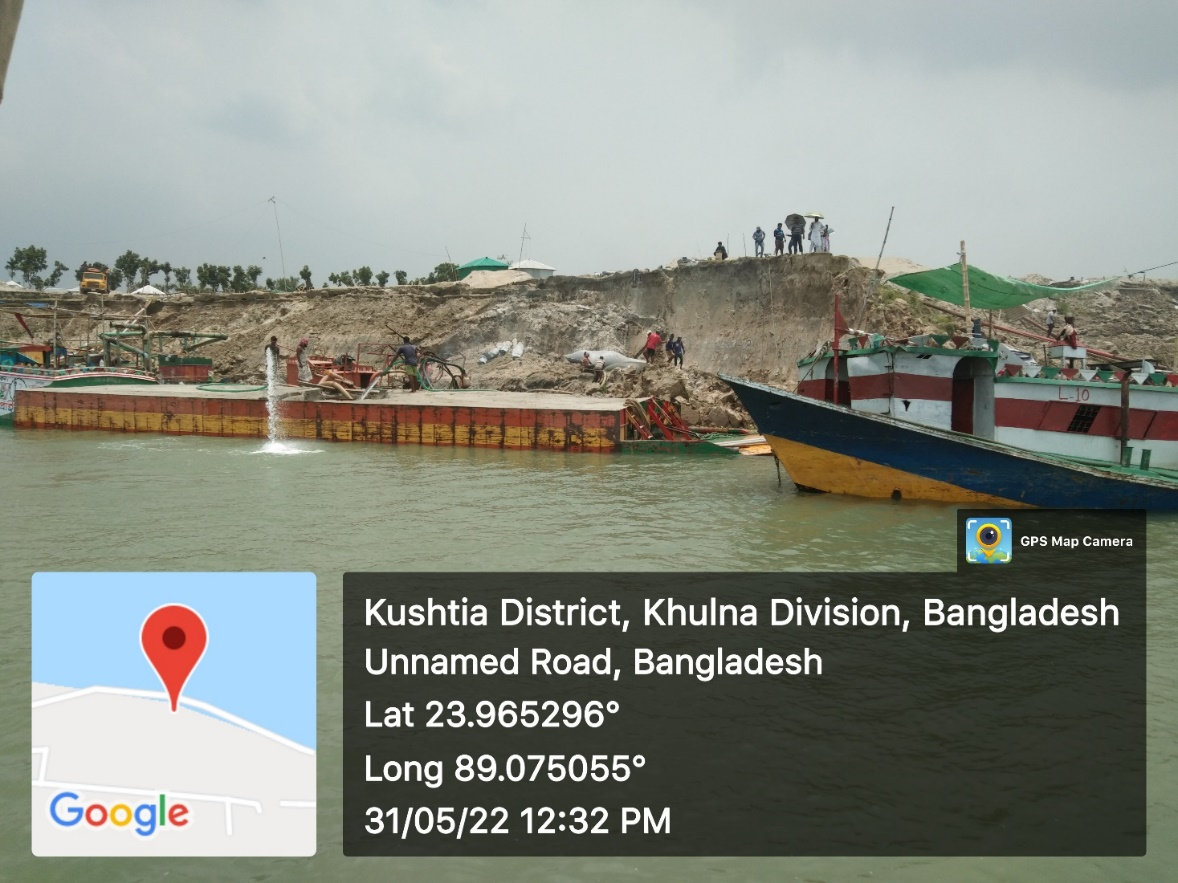 L-10
GPS Map Camera
Kushtia District, Khulna Division, Bangladesh
Unnamed Road, Bangladesh
Lat 23.965296°
Long 89.075055°
31/05/22 12:32 PM
Google